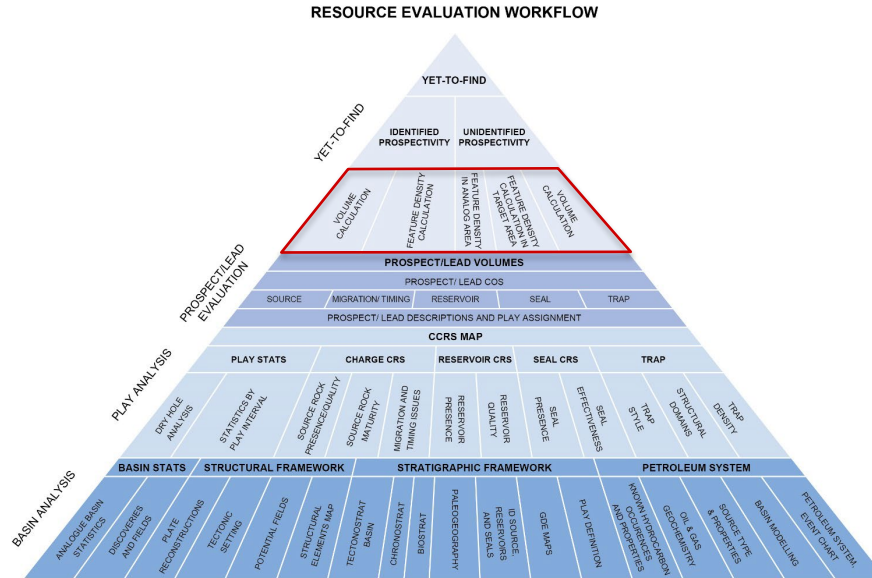 RESOURCE EVALUATION WORKFLOW
YET-TO-FIND
YET-TO-FIND
IDENTIFIED
PROSPECTIVITY
UNIDENTIFIED
PROSPECTIVITY
VOLUME
CALCULATION
FEATURE DENSITY
CALCULATION
FEATURE DENSITY
IN ANALOG AREA
FEATURE DENSITY
CALCULATION IN
TARGET AREA
VOLUME
CALCULATION
PROSPECT/LEAD
EVALUATION
PROSPECT/LEAD VOLUMES
PROSPECT/ LEAD COS
SOURCE
MIGRATION/ TIMING
RESERVOIR
SEAL
TRAP
PROSPECT/ LEAD DESCRIPTIONS AND PLAY ASSIGNMENT
PLAY ANALYSIS
CCRS MAP
PLAY STATS
CHARGE CRS
RESERVOIR CRS
SEAL CRS
TRAP
DRY HOLE
ANALYSIS
STATISTICS BY
PLAY INTERVAL
SOURCE ROCK
PRESENCE/QUALITY
SOURCE ROCK
MATURITY
MIGRATION AND
TIMING ISSUES
RESERVOIR
PRESENCE
RESERVOIR
QUALITY
SEAL
PRESENCE
SEAL
EFFECTIVENESS
TRAP
STYLE
STRUCTURAL
DOMAINS
TRAP
DENSITY
BASIN ANALYSIS
BASIN STATS
STRUCTURAL FRAMEWORK
STRATIGRAPHIC FRAMEWORK
PETROLEUM SYSTEM
ANALOGUE BASIN
STATISTICS
DISCOVERIES
AND FIELDS
PLATE
RECONSTRUCTIONS
TECTONIC
SETTING
POTENTIAL FIELDS
STRUCTURAL
ELEMENTS MAP
TECTONOSTRAT
BASIN
CHRONOSTRAT
BIOSTRAT
PALEOGEOGRAPHY
ID SOURCE,
RESERVOIRS
AND SEALS
GDE MAPS
PLAY DEFINITION
KNOWN HYDROCARBON
OCCURENCES
AND PROPERTIES
OIL & GAS
GEOCHEMISTRY
SOURCE TYPE
& PROPERTIES
BASIN MODELLING
PETROLEUM SYSTEM
EVENT CHART